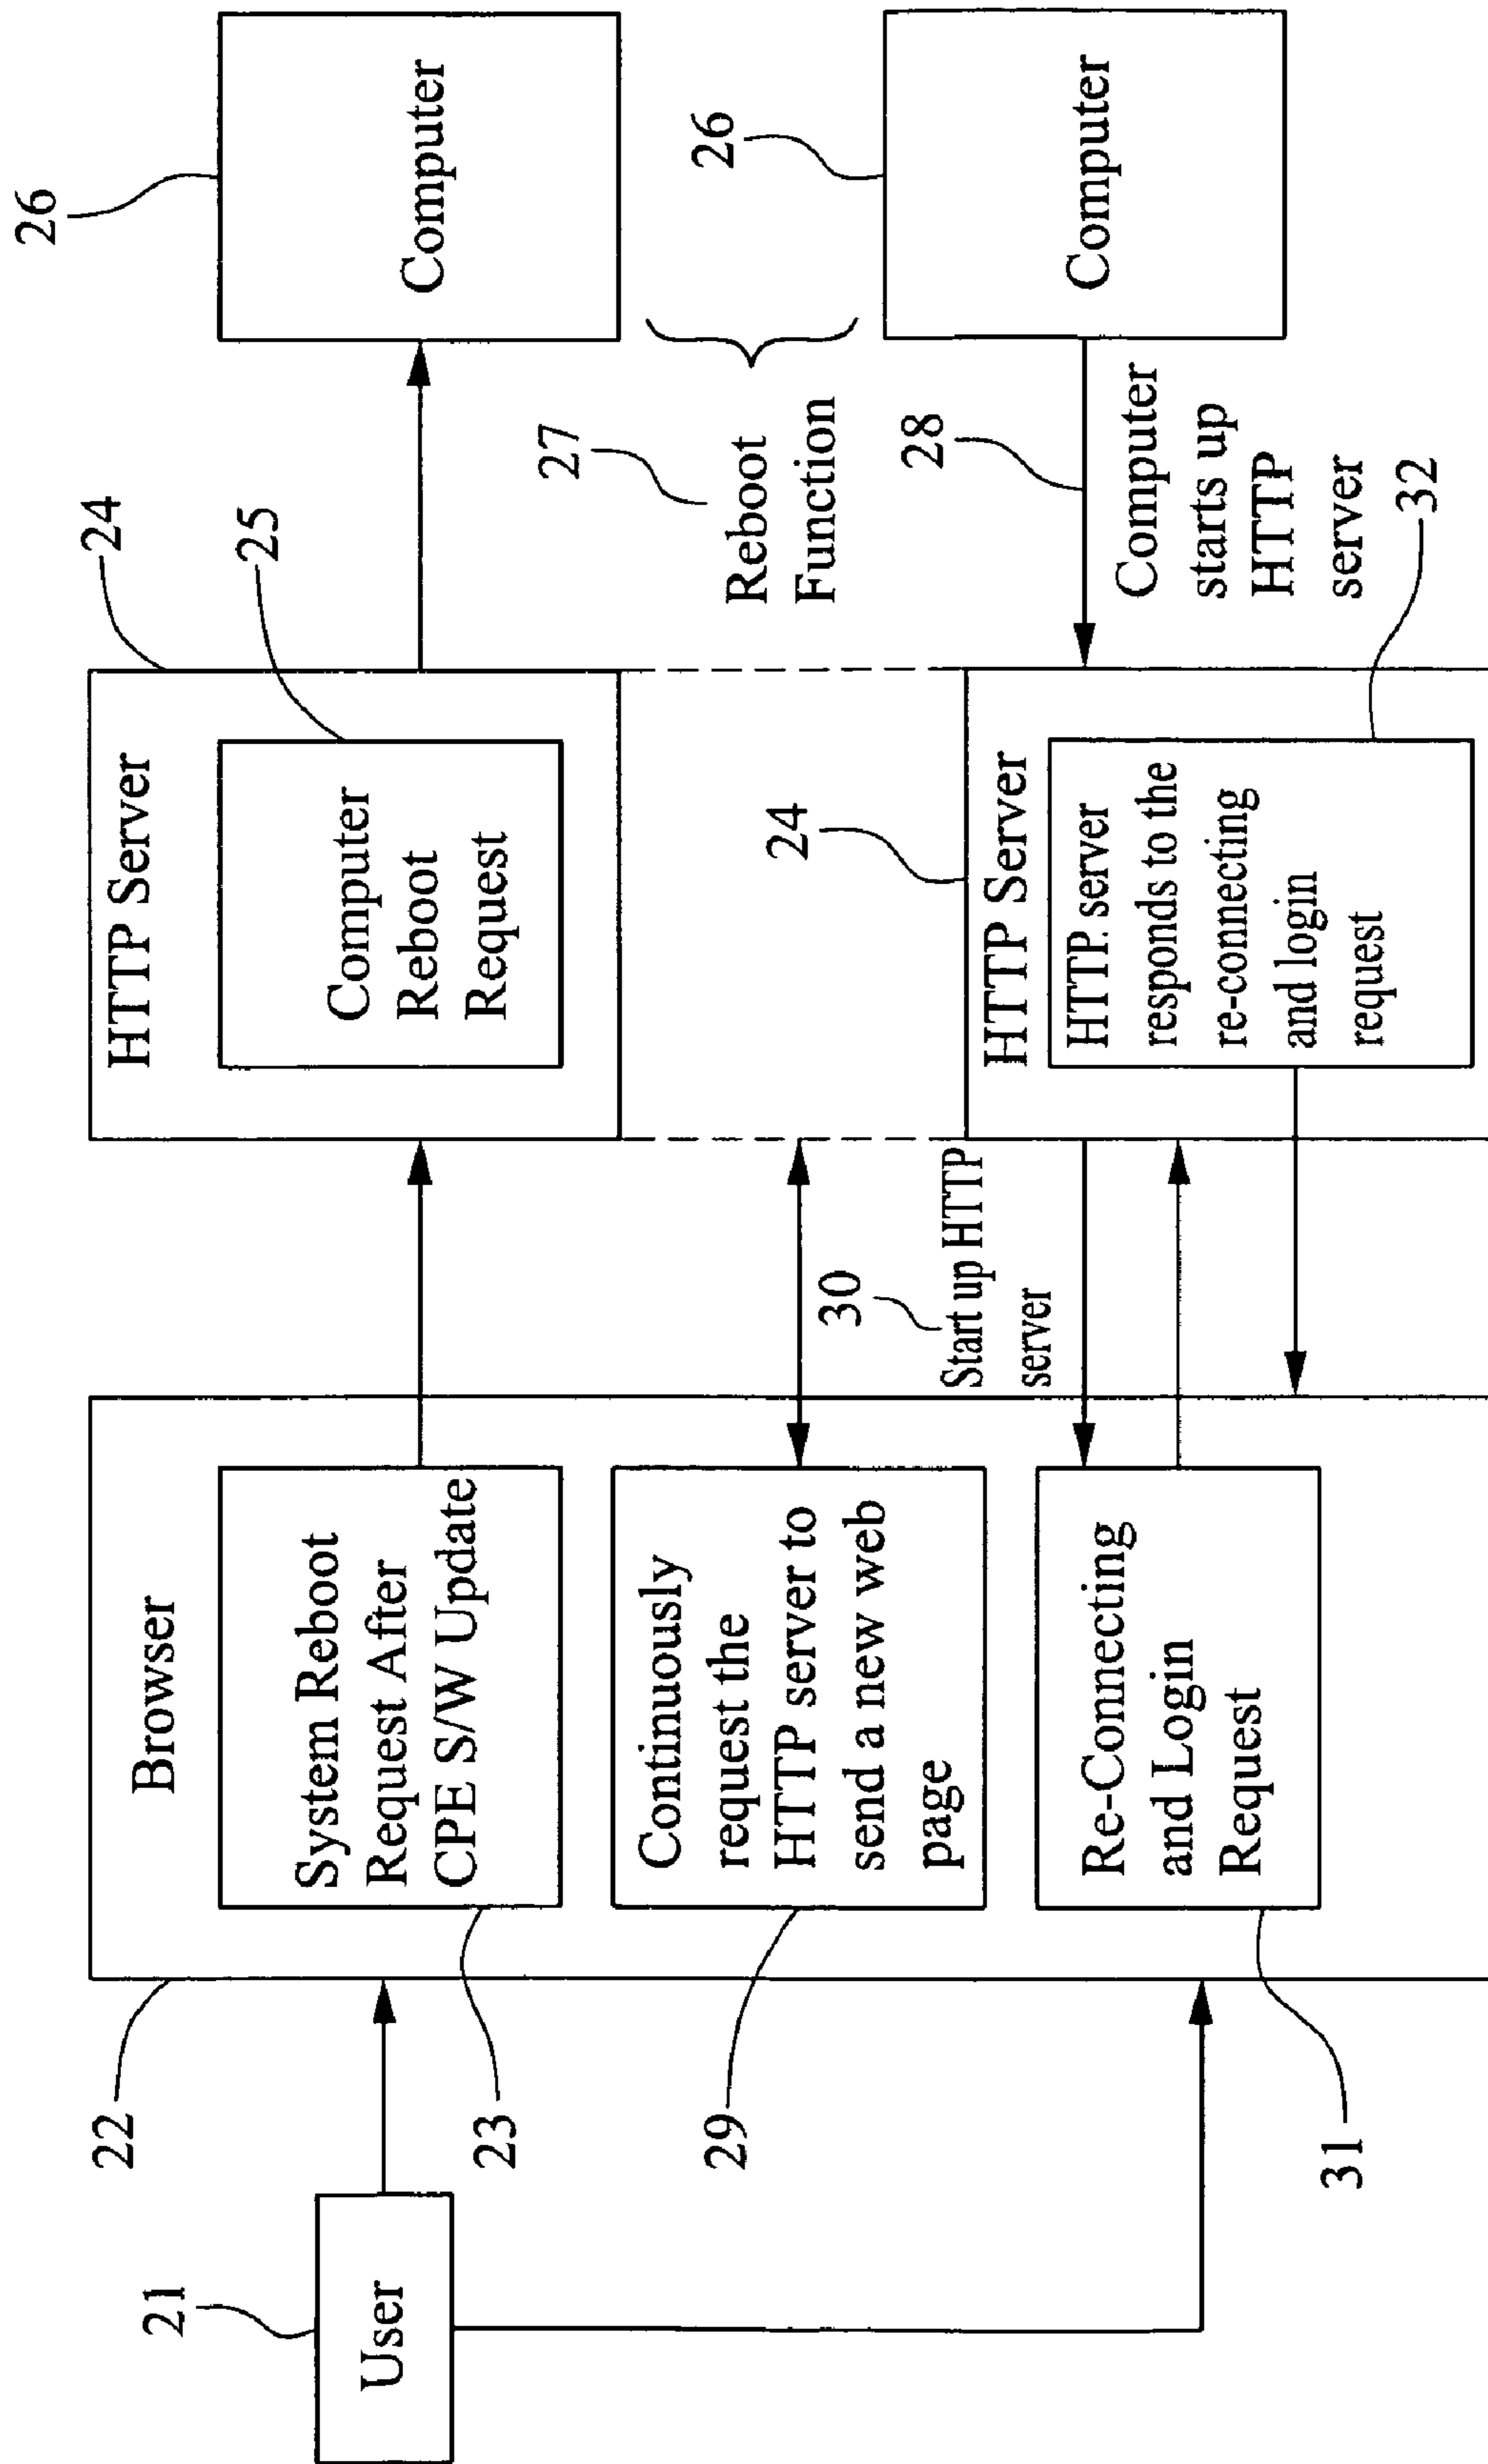 21
User
22
Browser
System Reboot
Request After
CPE S/W Update
23
Continuously
request the
HTTP server to
send a new web
page
29
Re-Connecting
and Login
Request
31
30
Start up HTTP
server
24
HTTP Server
Computer
Reboot
Request
25
24
HTTP Server
HTTP. server
responds to the
re-connecting
and login
request
32
26
Computer
27
Reboot
Function
26
Computer
28
Computer
starts up
HTTP
server